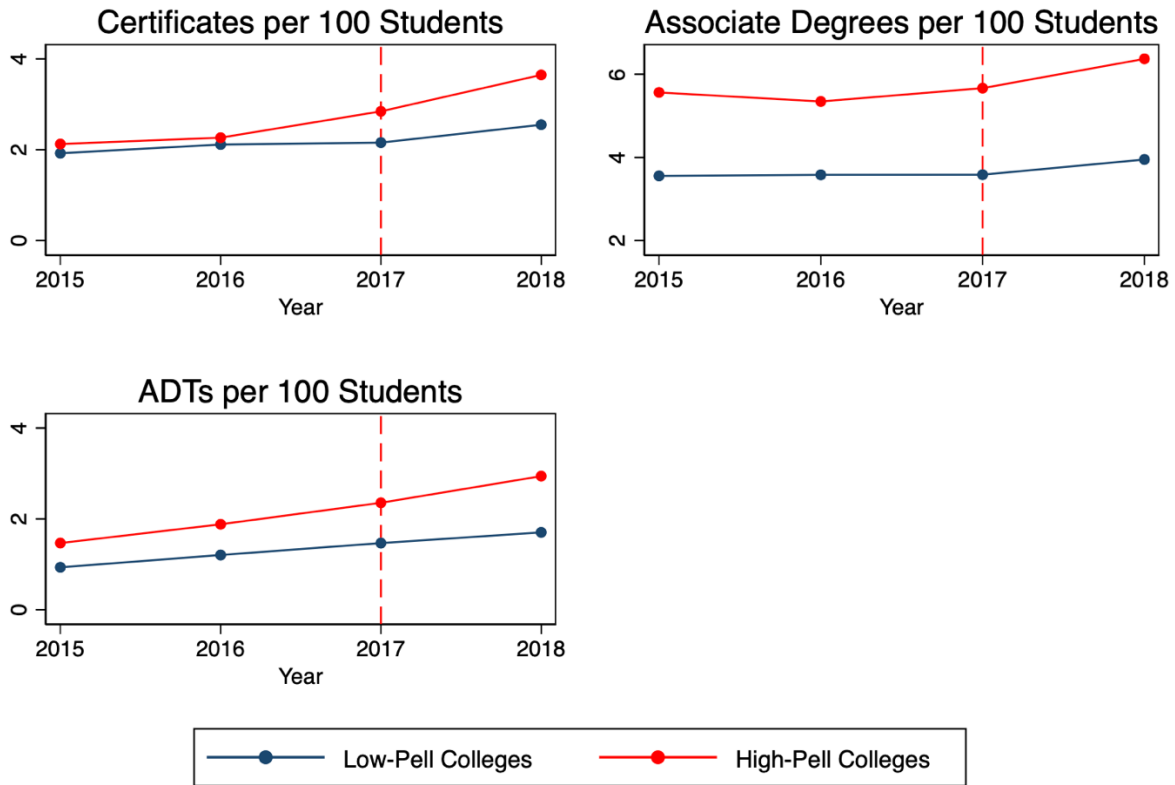 Certificates per 100 Students
4
2
0
2015 2016 2017 2018
Year
Associate Degrees per 100 Students
6
4
2
2015 2016 2017 2018
Year
ADTs per 100 Students
4
2
0
2015 2016 2017 2018
Year
Low-Pell Colleges High-Pell Colleges